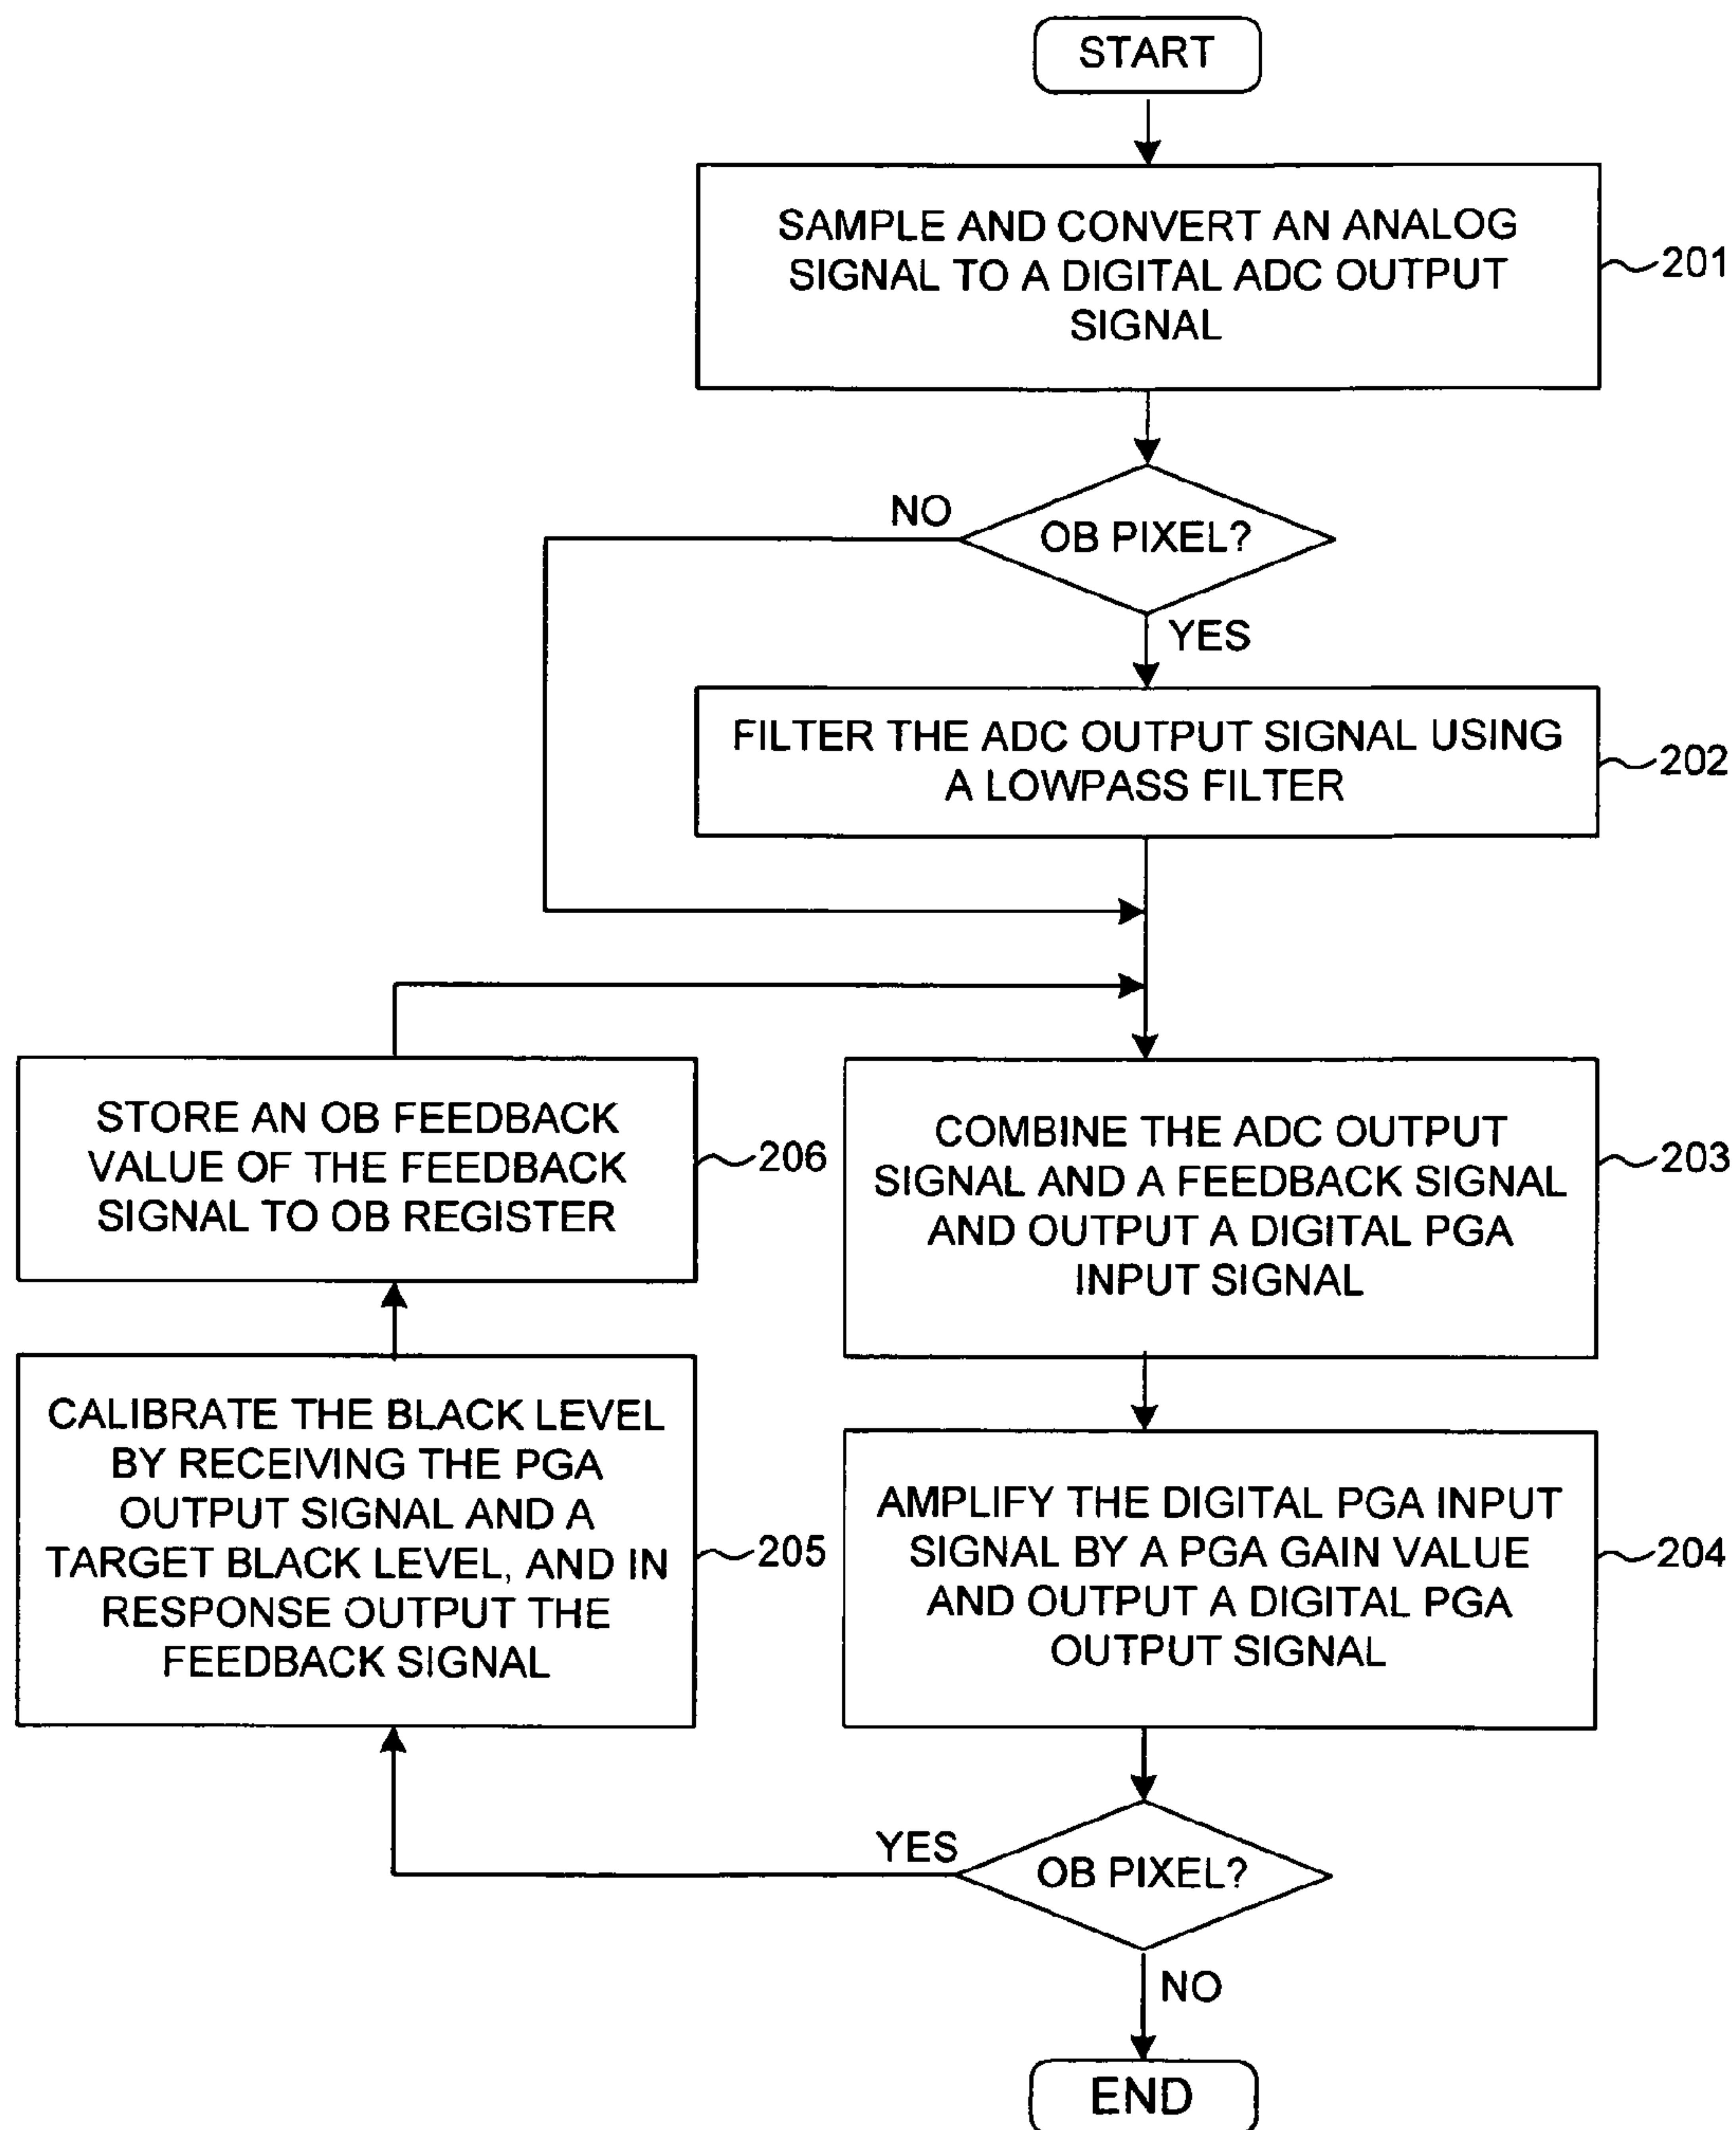 START
SAMPLE AND CONVERT AN ANALOG
SIGNAL TO A DIGITAL ADC OUTPUT
SIGNAL
201
OB PIXEL?
NO
YES
FILTER THE ADC OUTPUT SIGNAL USING
A LOWPASS FILTER
202
COMBINE THE ADC OUTPUT
SIGNAL AND A FEEDBACK SIGNAL
AND OUTPUT A DIGITAL PGA
INPUT SIGNAL
203
AMPLIFY THE DIGITAL PGA INPUT
SIGNAL BY A PGA GAIN VALUE
AND OUTPUT A DIGITAL PGA
OUTPUT SIGNAL
204
OB PIXEL?
YES
NO
CALIBRATE THE BLACK LEVEL
BY RECEIVING THE PGA
OUTPUT SIGNAL AND A
TARGET BLACK LEVEL, AND IN
RESPONSE OUTPUT THE
FEEDBACK SIGNAL
205
STORE AN OB FEEDBACK
VALUE OF THE FEEDBACK
SIGNAL TO OB REGISTER
206
END